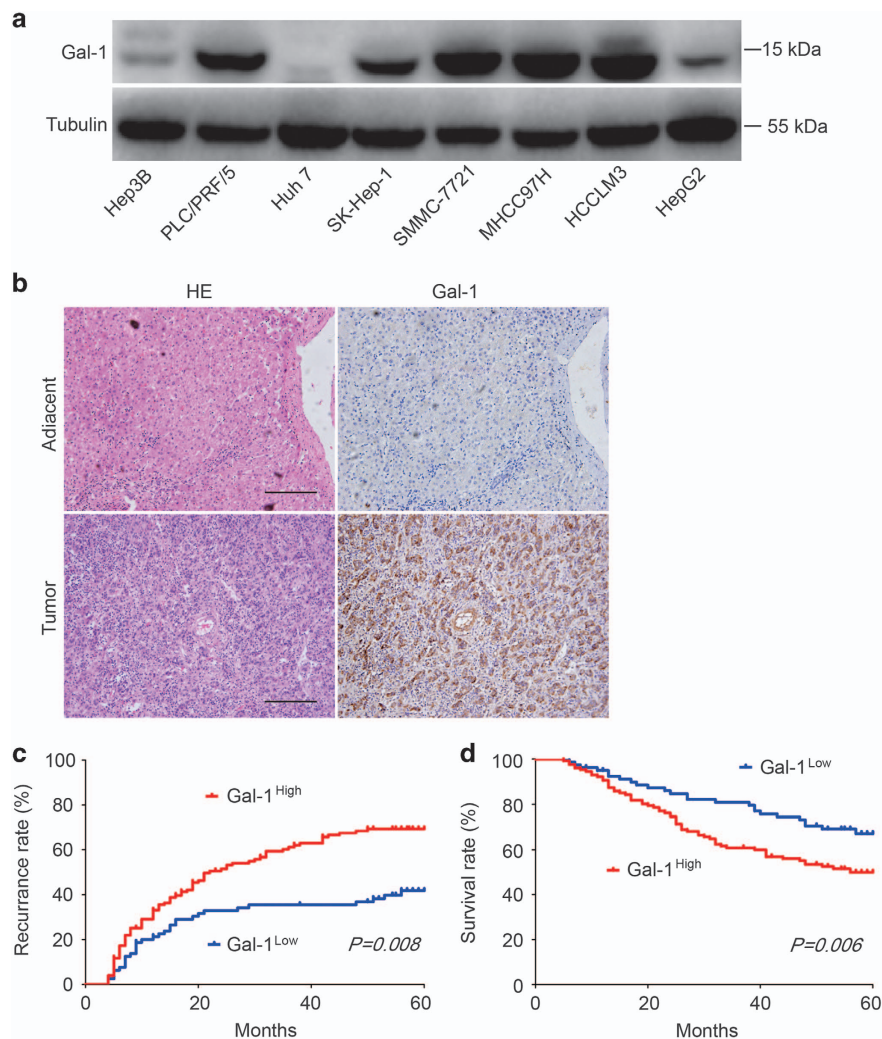 a
Gal-1
15 kDa
Tubulin
55 kDa
Hep3B
PLC/PRF/5
Huh 7
SK-Hep-1
SMMC-7721
MHCC97H
HCCLM3
HepG2
b
HE
Gal-1
Adiacent
Tumor
c
Recurrance rate (%)
100
80
60
40
20
0
Gal-1High
Gal-1Low
P=0.008
0 20 40 60
Months
d
Survival rate (%)
100
80
60
40
20
0
Gal-1Low
Gal-1High
P=0.006
0 20 40 60
Months